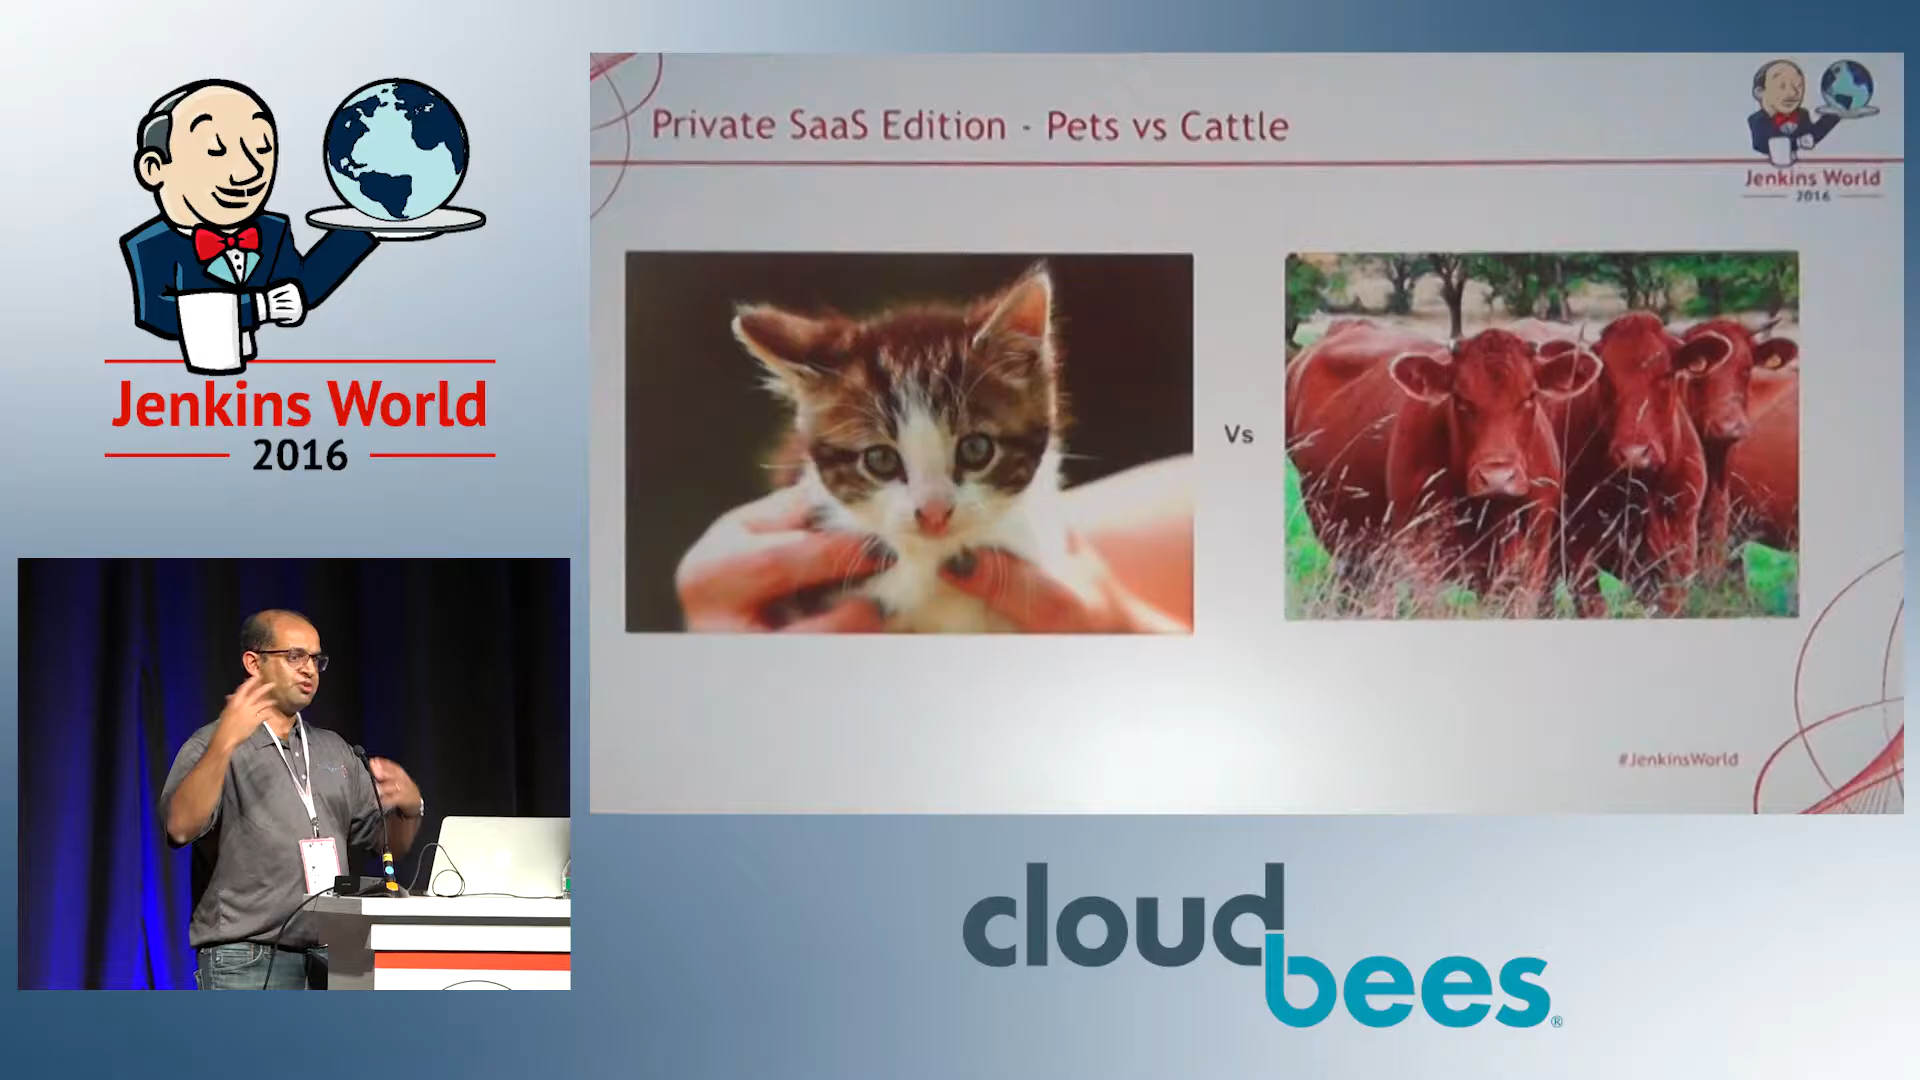 Jenkins World
2016
Private SaaS Edition - Pets vs Cattle
Jenkins World
2016
Vs
#JenkinsWorld
cloud
bees®